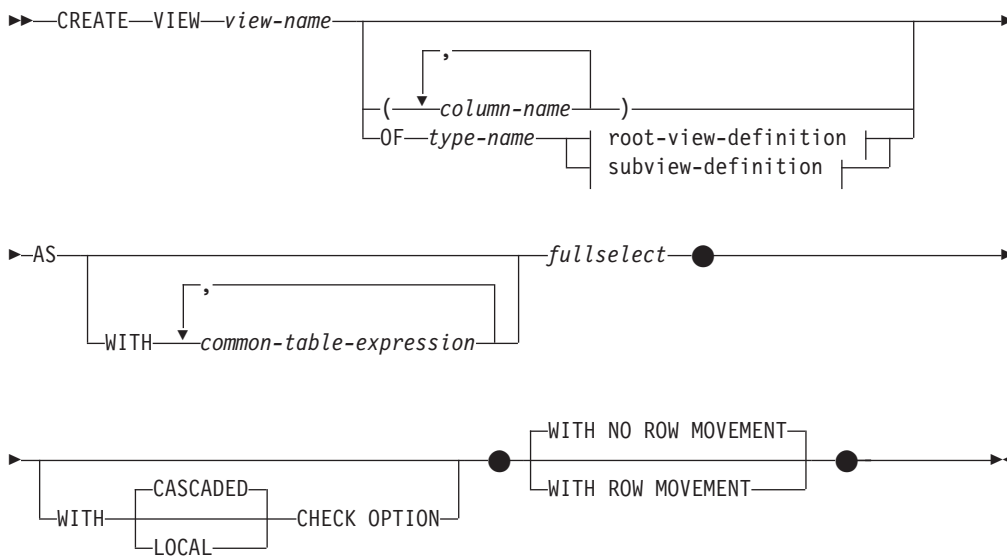 CREATE VIEW view-name
,
( column-name )
OF type-name root-view-definition
subview-definition
AS fullselect
,
WITH common-table-expression
WITH NO ROW MOVEMENT
CASCADED
WITH CHECK OPTION WITH ROW MOVEMENT
LOCAL